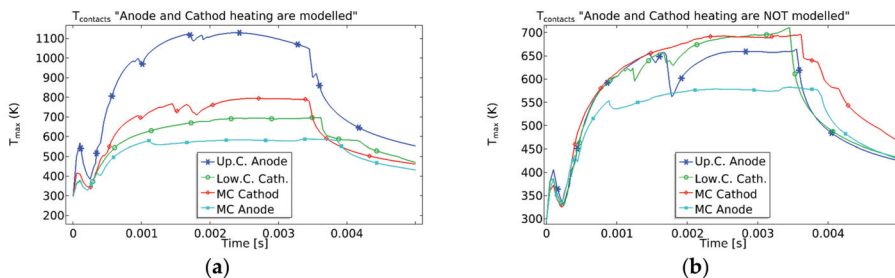 T_contacts "Anode and Cathod heating are modelled"
T_max (K)
1100
1000
900
800
700
600
500
400
300
200
0
0.001
0.002
0.003
0.004
Time [s]
Up.C. Anode
Low.C. Cath.
MC Cathod
MC Anode
(a)
T_contacts "Anode and Cathod heating are NOT modelled"
T_max (K)
700
650
600
550
500
450
400
350
300
0
0.001
0.002
0.003
0.004
Time [s]
Up.C. Anode
Low.C. Cath.
MC Cathod
MC Anode
(b)